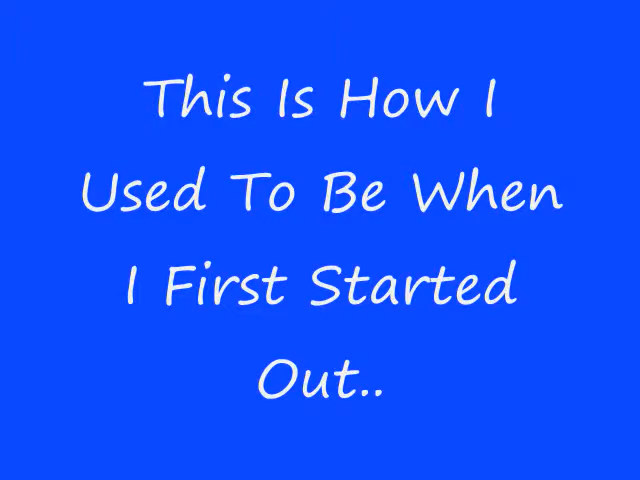 This Is How I
Used To Be When
I First Started
Out..